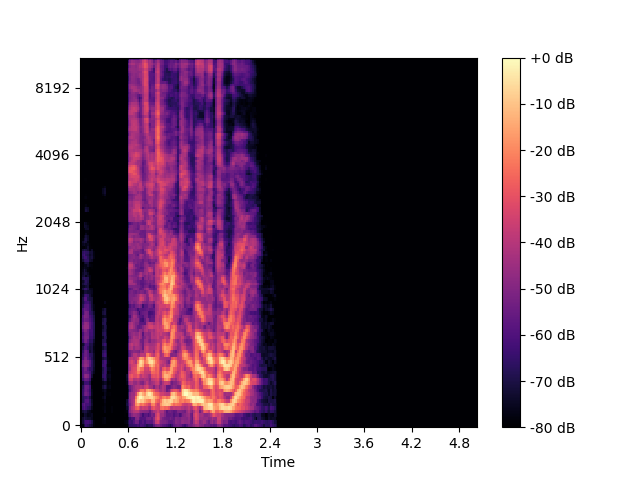 8192
4096
2048
1024
512
0
Hz
0 0.6 1.2 1.8 2.4 3 3.6 4.2 4.8
Time
+0 dB
-10 dB
-20 dB
-30 dB
-40 dB
-50 dB
-60 dB
-70 dB
-80 dB